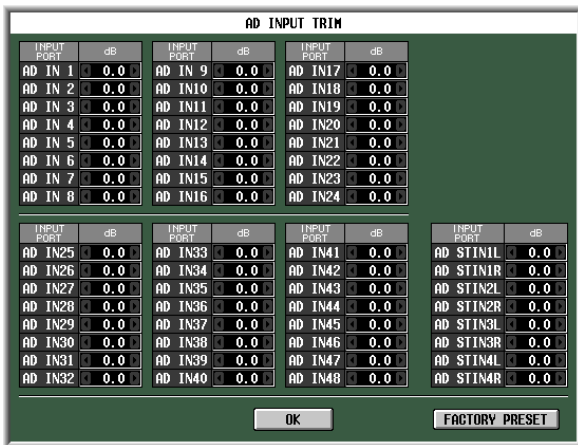 AD INPUT TRIM
INPUT PORT dB INPUT PORT dB INPUT PORT dB
AD IN 1 0.0 AD IN 9 0.0 AD IN17 0.0
AD IN 2 0.0 AD IN10 0.0 AD IN18 0.0
AD IN 3 0.0 AD IN11 0.0 AD IN19 0.0
AD IN 4 0.0 AD IN12 0.0 AD IN20 0.0
AD IN 5 0.0 AD IN13 0.0 AD IN21 0.0
AD IN 6 0.0 AD IN14 0.0 AD IN22 0.0
AD IN 7 0.0 AD IN15 0.0 AD IN23 0.0
AD IN 8 0.0 AD IN16 0.0 AD IN24 0.0
INPUT PORT dB INPUT PORT dB INPUT PORT dB INPUT PORT dB
AD IN25 0.0 AD IN33 0.0 AD IN41 0.0 AD STIN1L 0.0
AD IN26 0.0 AD IN34 0.0 AD IN42 0.0 AD STIN1R 0.0
AD IN27 0.0 AD IN35 0.0 AD IN43 0.0 AD STIN2L 0.0
AD IN28 0.0 AD IN36 0.0 AD IN44 0.0 AD STIN2R 0.0
AD IN29 0.0 AD IN37 0.0 AD IN45 0.0 AD STIN3L 0.0
AD IN30 0.0 AD IN38 0.0 AD IN46 0.0 AD STIN3R 0.0
AD IN31 0.0 AD IN39 0.0 AD IN47 0.0 AD STIN4L 0.0
AD IN32 0.0 AD IN40 0.0 AD IN48 0.0 AD STIN4R 0.0
OK FACTORY PRESET